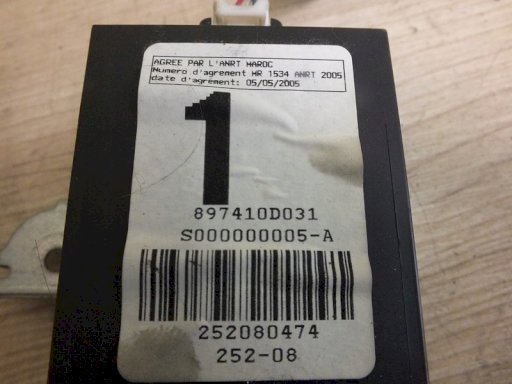 AGREE PAR L'ANRT MAROC
Numero d'agrement MR 1534 ANRT 2005
date d'agrement: 05/05/2005
1
897410D031
S000000005-A
252080474
252-08